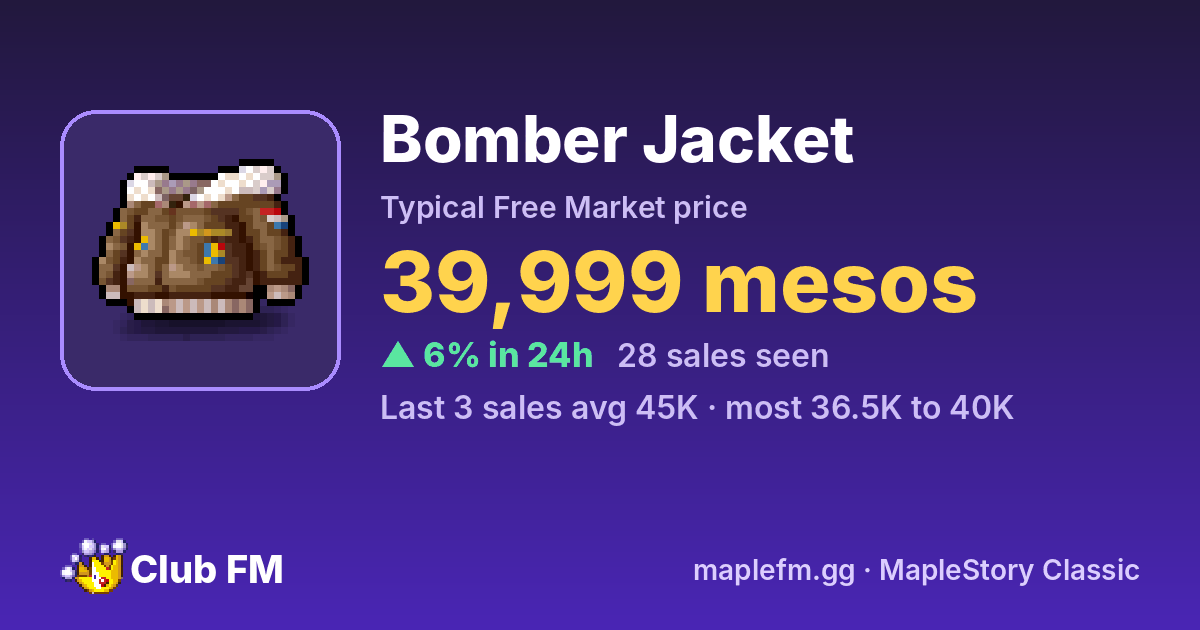 Bomber Jacket
Typical Free Market price
39,999 mesos
▲ 6% in 24h 28 sales seen
Last 3 sales avg 45K · most 36.5K to 40K
Club FM
maplefm.gg · MapleStory Classic